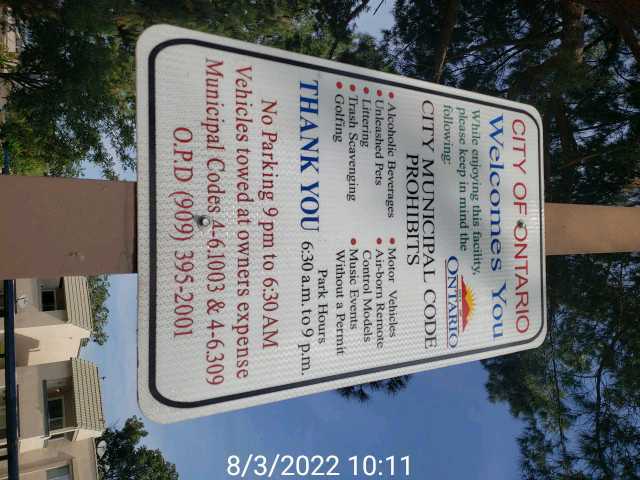 CITY OF ONTARIO
Welcomes You
While enjoying this facility,
please keep in mind the
following:
ONTARIO
CITY MUNICIPAL CODE
PROHIBITS
• Alcoholic Beverages
• Unleashed Pets
• Littering
• Trash Scavenging
• Golfing
• Motor Vehicles
• Air-born Remote
Control Models
• Music Events
Without a Permit
THANK YOU
Park Hours
6:30 a.m. to 9 p.m.
No Parking 9 pm to 6:30 AM
Vehicles towed at owners expense
Municipal Codes 4-6.1003 & 4-6.309
O.P.D (909) 395-2001
8/3/2022 10:11